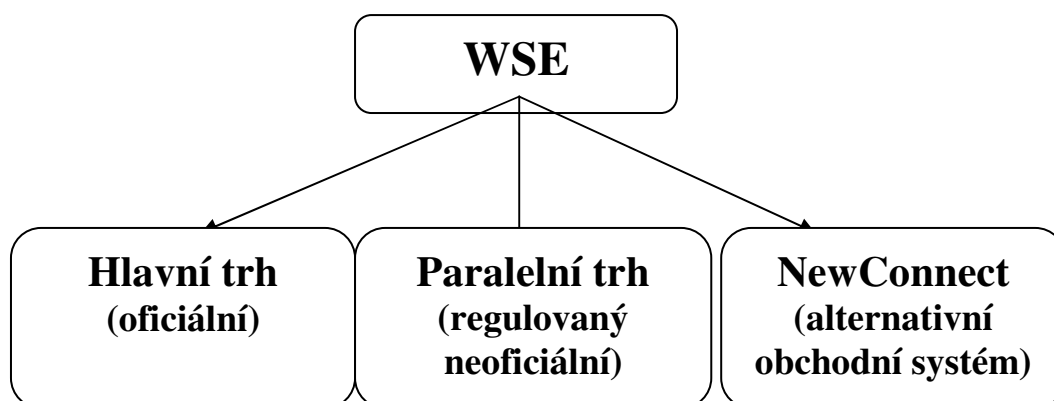 WSE
Hlavní trh
(oficiální)
Paralelní trh
(regulovaný
neoficiální)
NewConnect
(alternativní
obchodní systém)